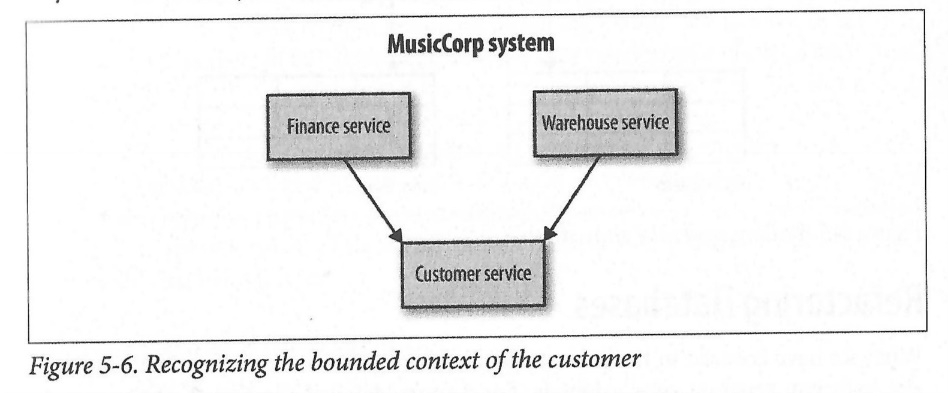 MusicCorp system
Finance service
Warehouse service
Customer service
Figure 5-6. Recognizing the bounded context of the customer